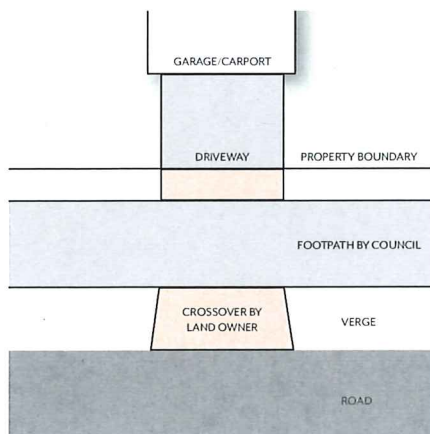 GARAGE/CARPORT
DRIVEWAY
PROPERTY BOUNDARY
FOOTPATH BY COUNCIL
CROSSOVER BY
LAND OWNER
VERGE
ROAD